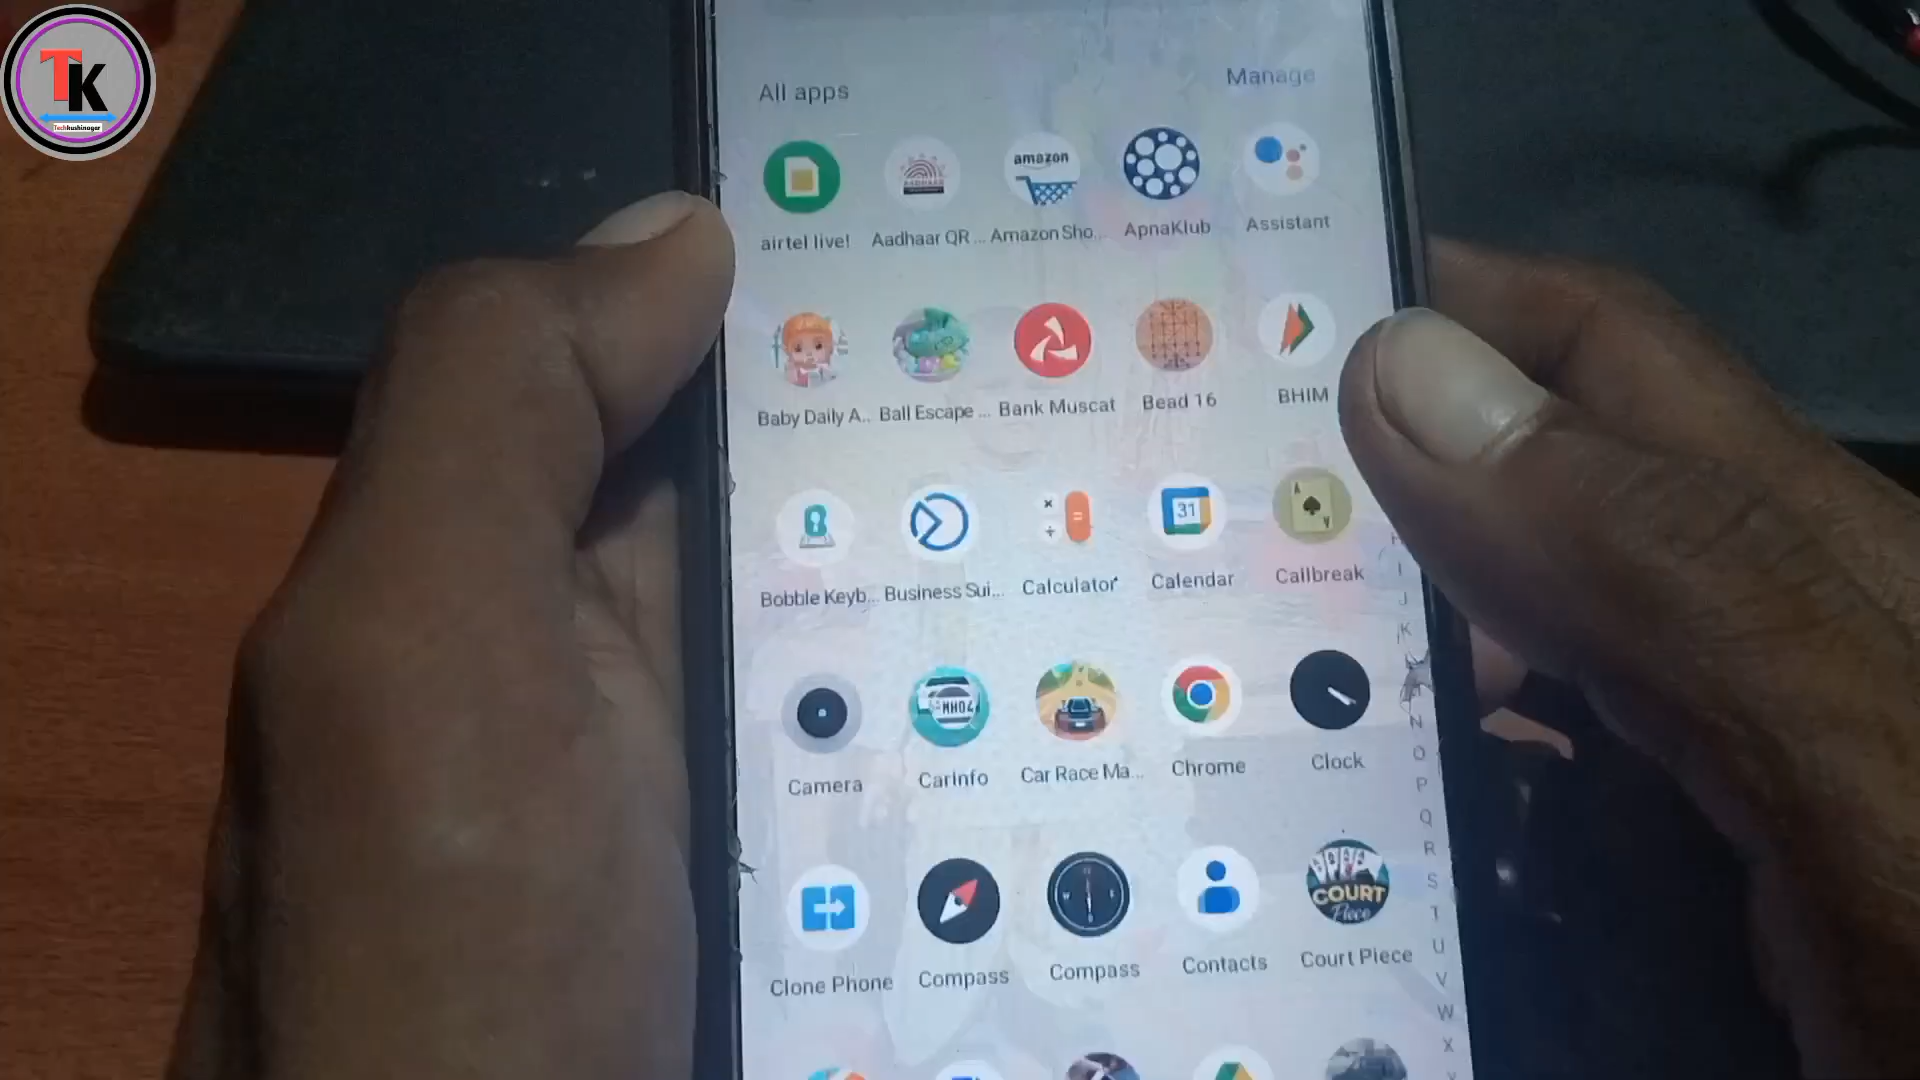 TK
Techkushinagar
All apps
Manage
airtel live!
Aadhaar QR ...
Amazon Sho...
ApnaKlub
Assistant
amazon
AADHAAR
Baby Daily A..
Ball Escape ...
Bank Muscat
Bead 16
BHIM
31
A
Bobble Keyb...
Business Sui...
Calculator
Calendar
Callbreak
Camera
CarInfo
Car Race Ma...
Chrome
Clock
COURT
Piece
Clone Phone
Compass
Compass
Contacts
Court Piece
I
J
K
N
O
P
Q
R
S
T
U
V
W
X